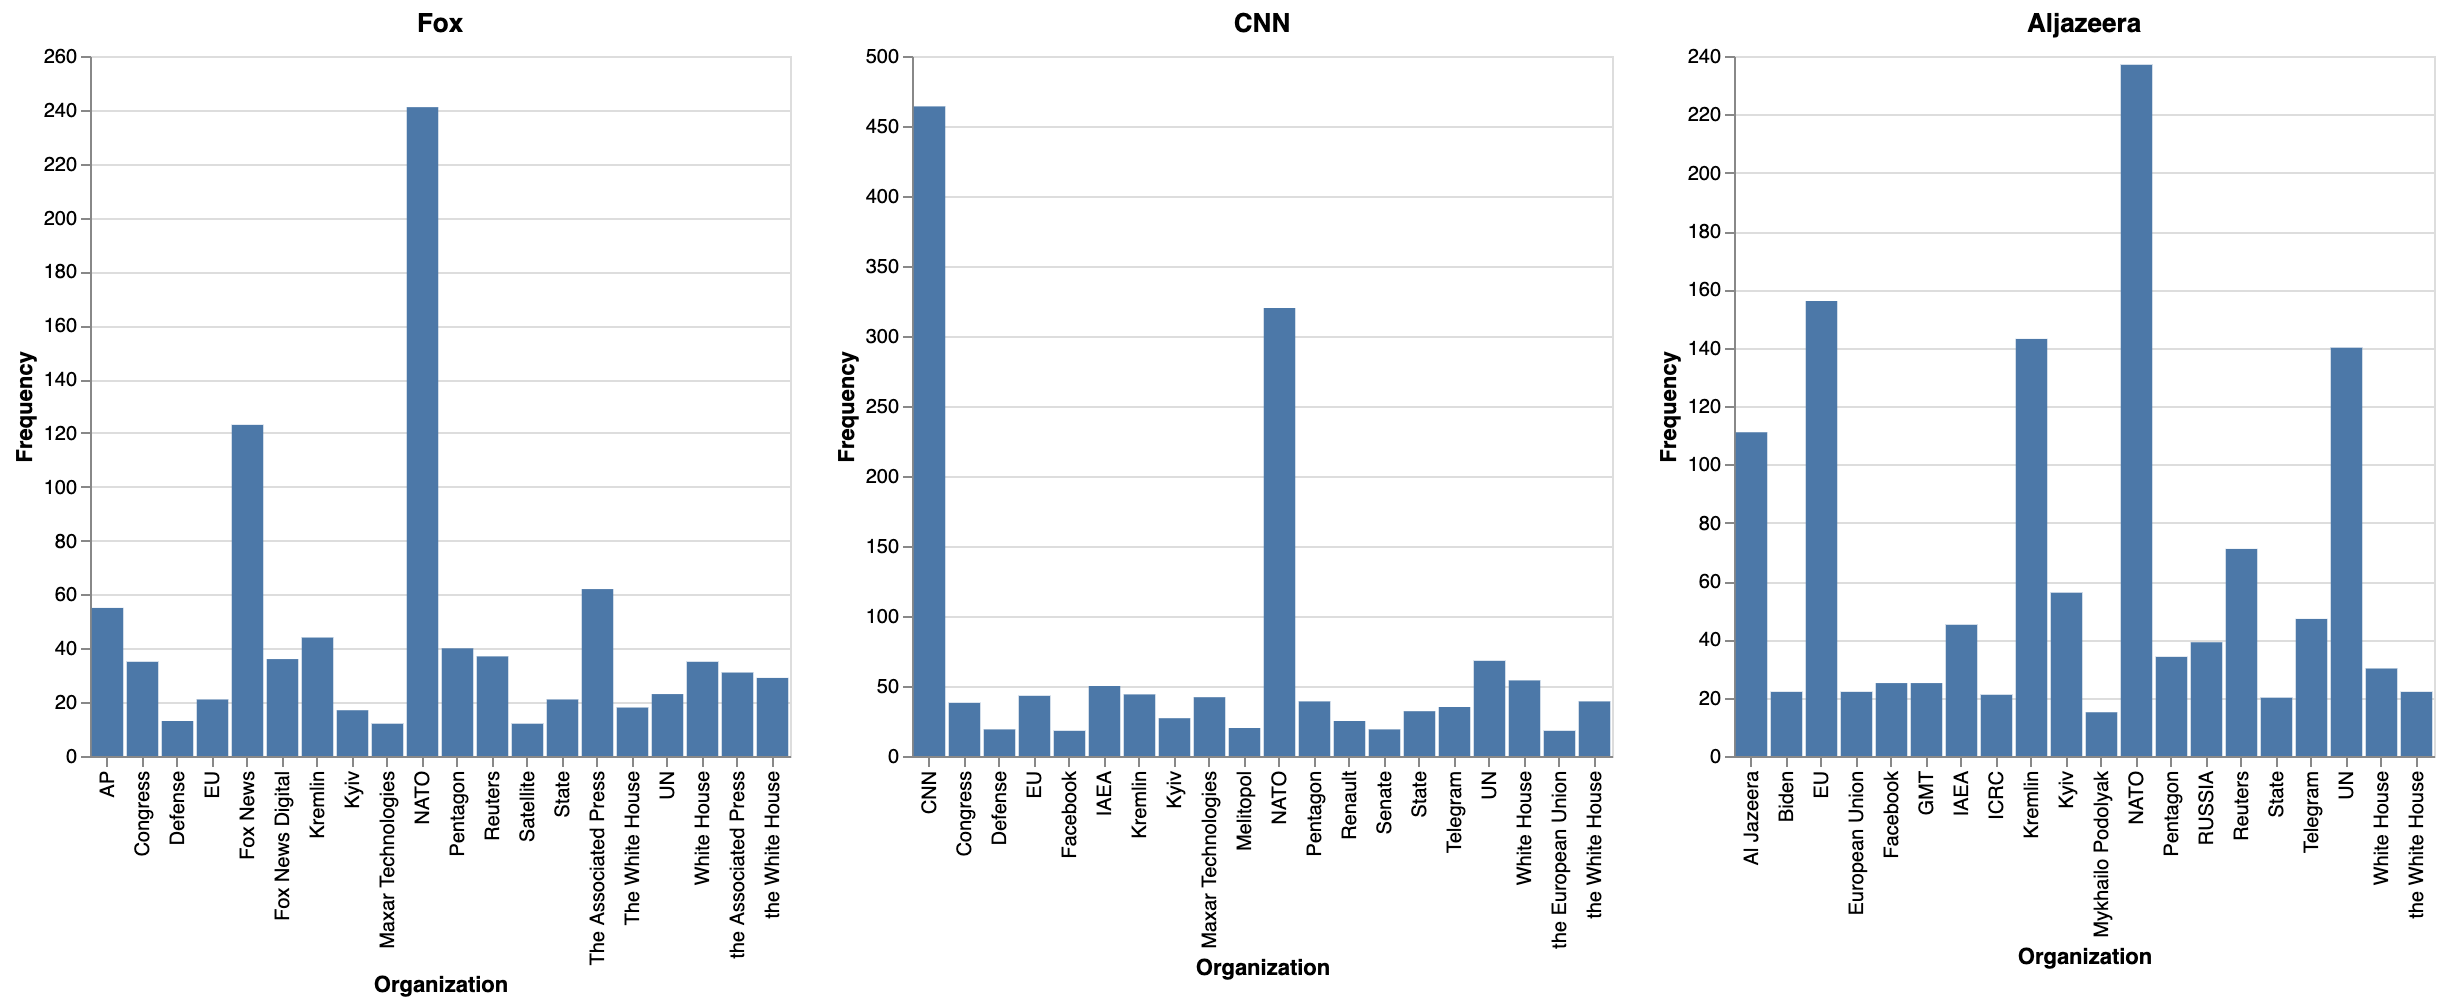 Fox
260
240
220
200
180
160
140
120
100
80
60
40
20
0
Frequency
AP
Congress
Defense
EU
Fox News
Fox News Digital
Kremlin
Kyiv
Maxar Technologies
NATO
Pentagon
Reuters
Satellite
State
The Associated Press
The White House
UN
White House
the Associated Press
the White House
Organization
CNN
500
450
400
350
300
250
200
150
100
50
0
Frequency
CNN
Congress
Defense
EU
Facebook
IAEA
Kremlin
Kyiv
Maxar Technologies
Melitopol
NATO
Pentagon
Renault
Senate
State
Telegram
UN
White House
the European Union
the White House
Organization
Aljazeera
240
220
200
180
160
140
120
100
80
60
40
20
0
Frequency
Al Jazeera
Biden
EU
European Union
Facebook
GMT
IAEA
ICRC
Kremlin
Kyiv
Mykhailo Podolyak
NATO
Pentagon
RUSSIA
Reuters
State
Telegram
UN
White House
the White House
Organization